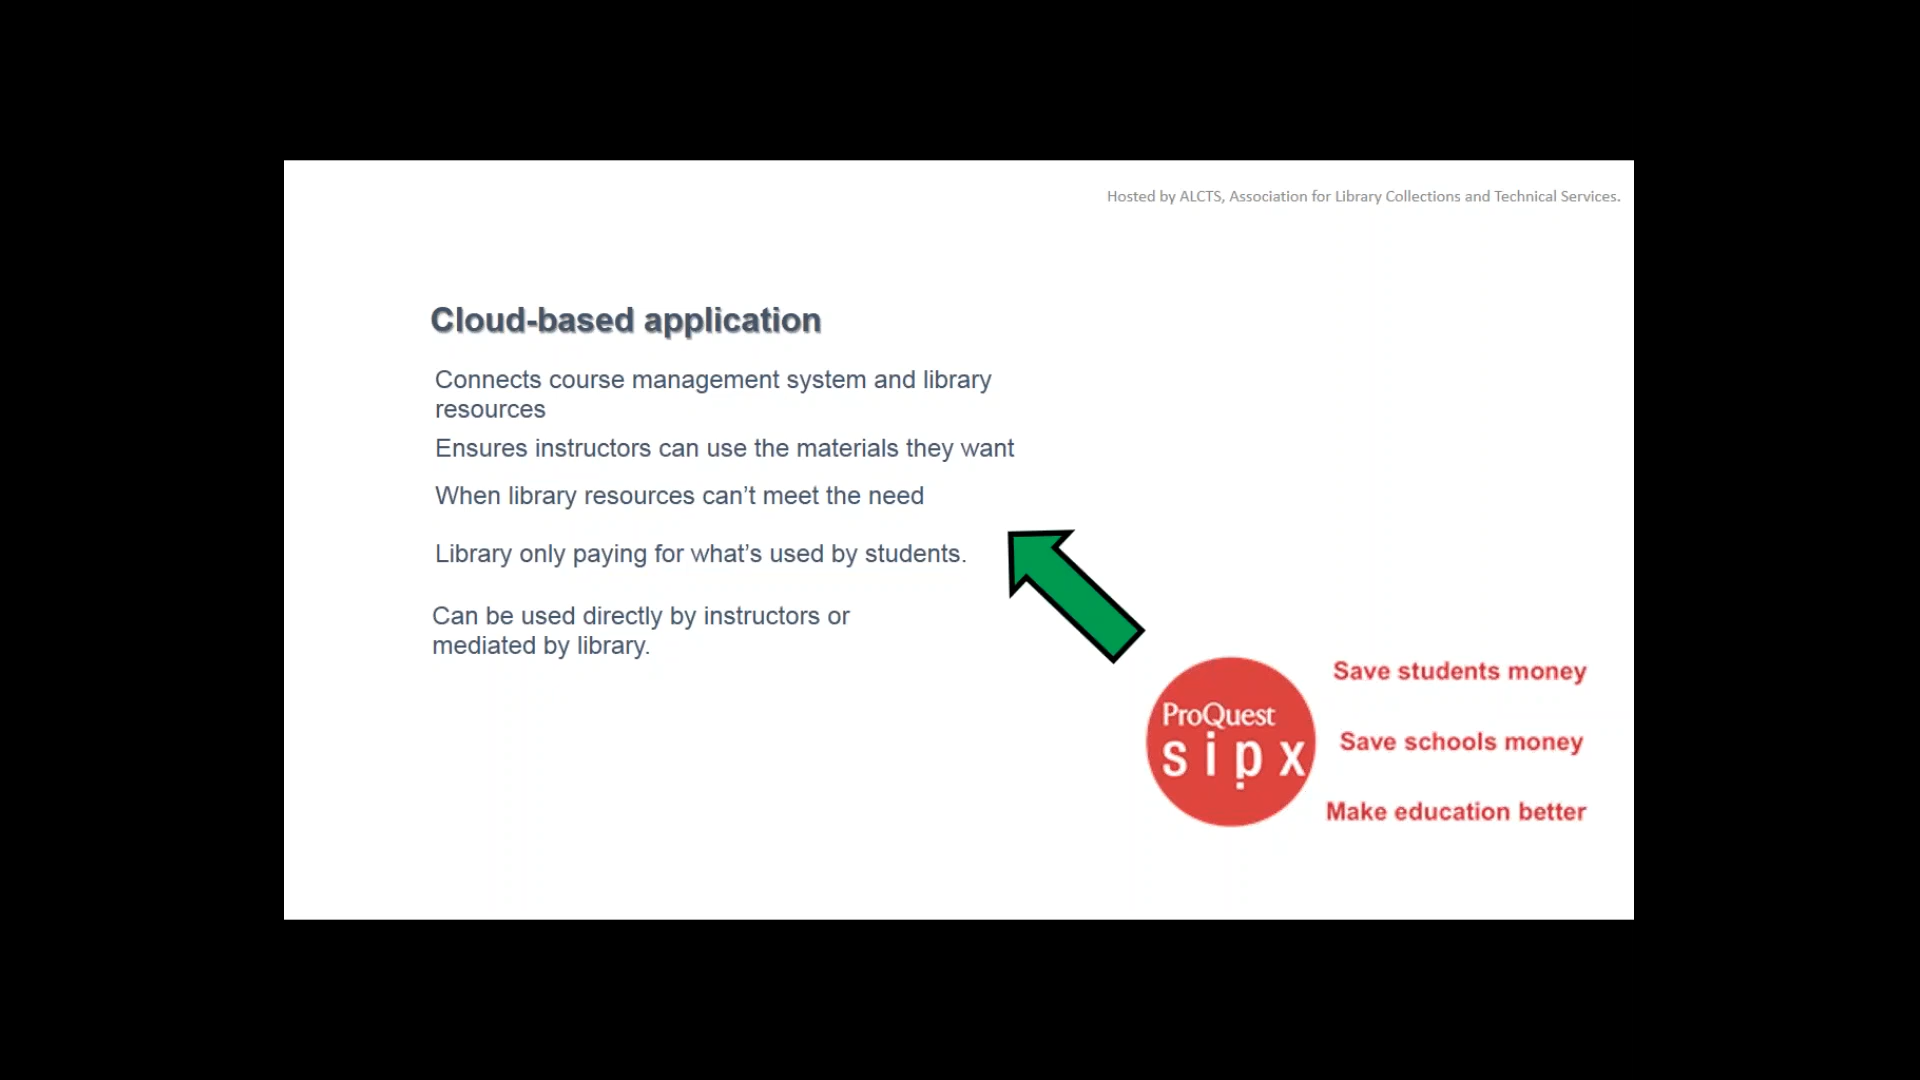 Hosted by ALCTS, Association for Library Collections and Technical Services.
Cloud-based application
Connects course management system and library
resources
Ensures instructors can use the materials they want
When library resources can’t meet the need
Library only paying for what’s used by students.
Can be used directly by instructors or
mediated by library.
ProQuest
sipx
Save students money
Save schools money
Make education better